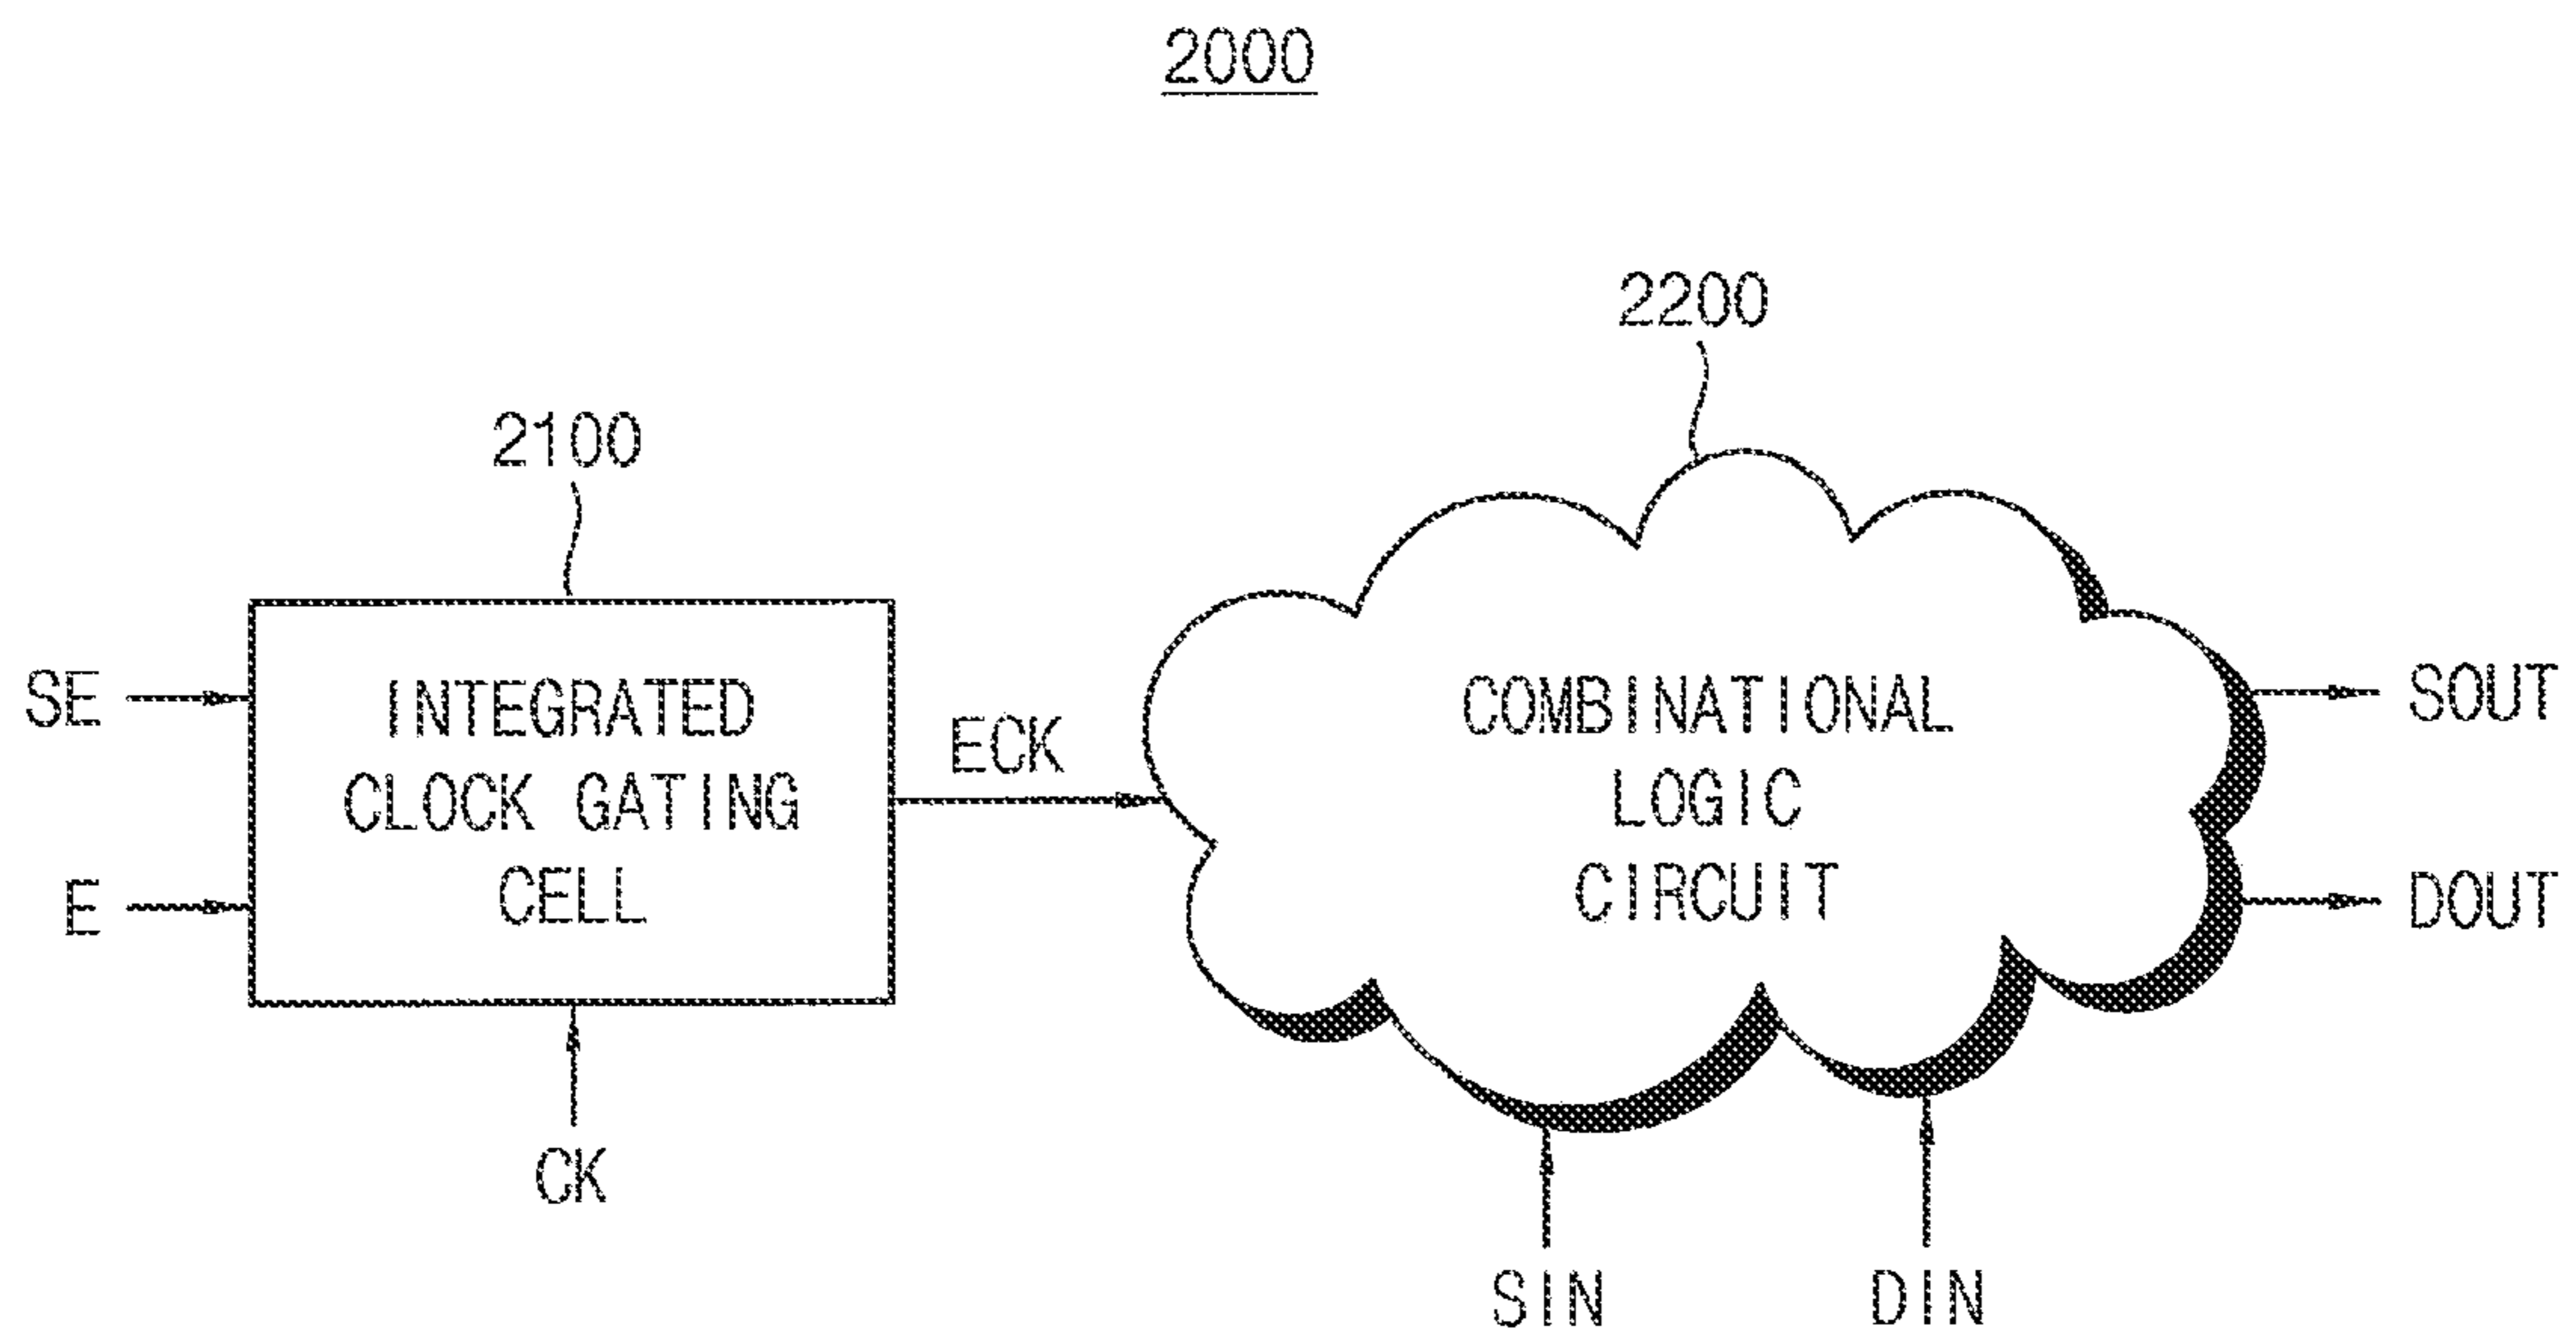 2000
2200
2100
SE
INTEGRATED
CLOCK GATING
CELL
E
CK
ECK
COMBINATIONAL
LOGIC
CIRCUIT
SOUT
DOUT
SIN
DIN